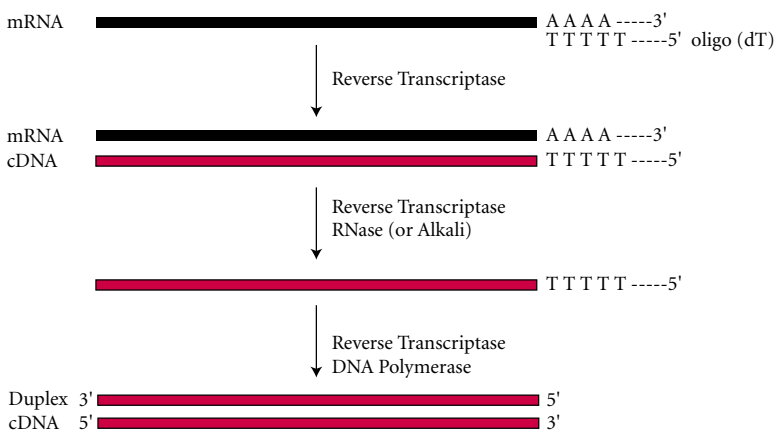 mRNA A A A A -----3'
T T T T T -----5' oligo (dT)
Reverse Transcriptase
mRNA A A A A -----3'
cDNA T T T T T -----5'
Reverse Transcriptase
RNase (or Alkali)
T T T T T -----5'
Reverse Transcriptase
DNA Polymerase
Duplex 3' 5'
cDNA 5' 3'